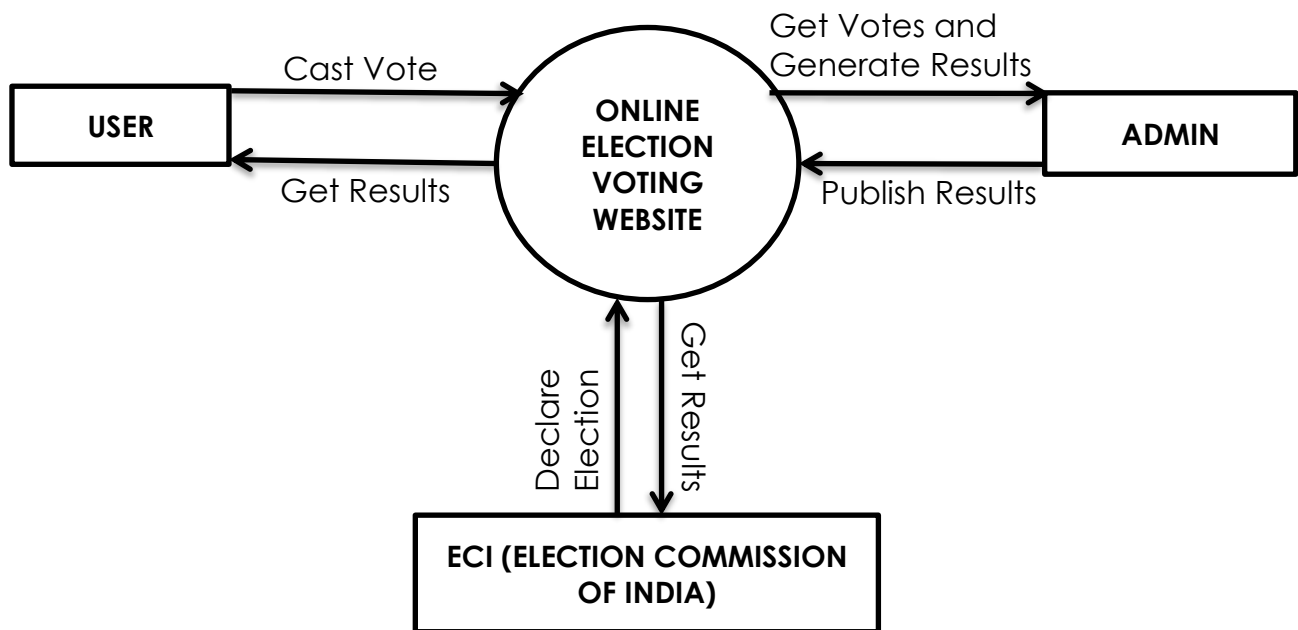 Cast Vote
USER
Get Results
ONLINE
ELECTION
VOTING
WEBSITE
Get Votes and
Generate Results
ADMIN
Publish Results
Declare
Election
Get Results
ECI (ELECTION COMMISSION
OF INDIA)